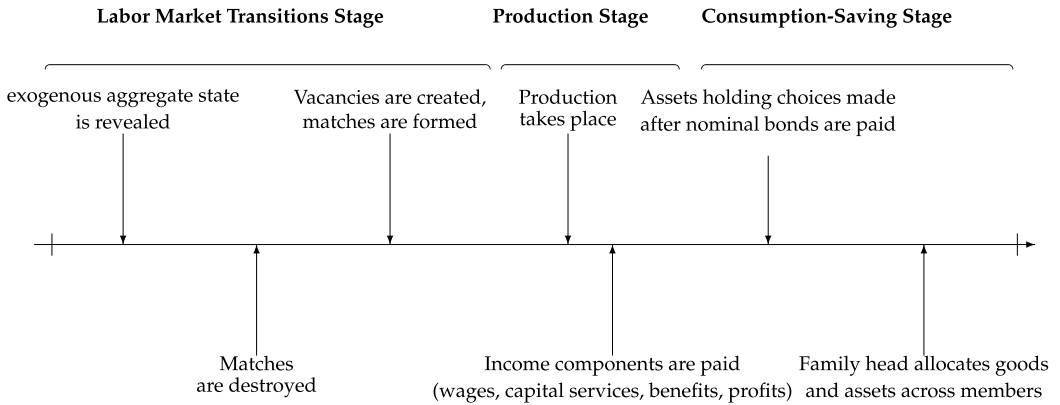 Labor Market Transitions Stage
Production Stage
Consumption-Saving Stage
exogenous aggregate state
is revealed
Vacancies are created,
matches are formed
Production
takes place
Assets holding choices made
after nominal bonds are paid
Matches
are destroyed
Income components are paid
(wages, capital services, benefits, profits)
Family head allocates goods
and assets across members